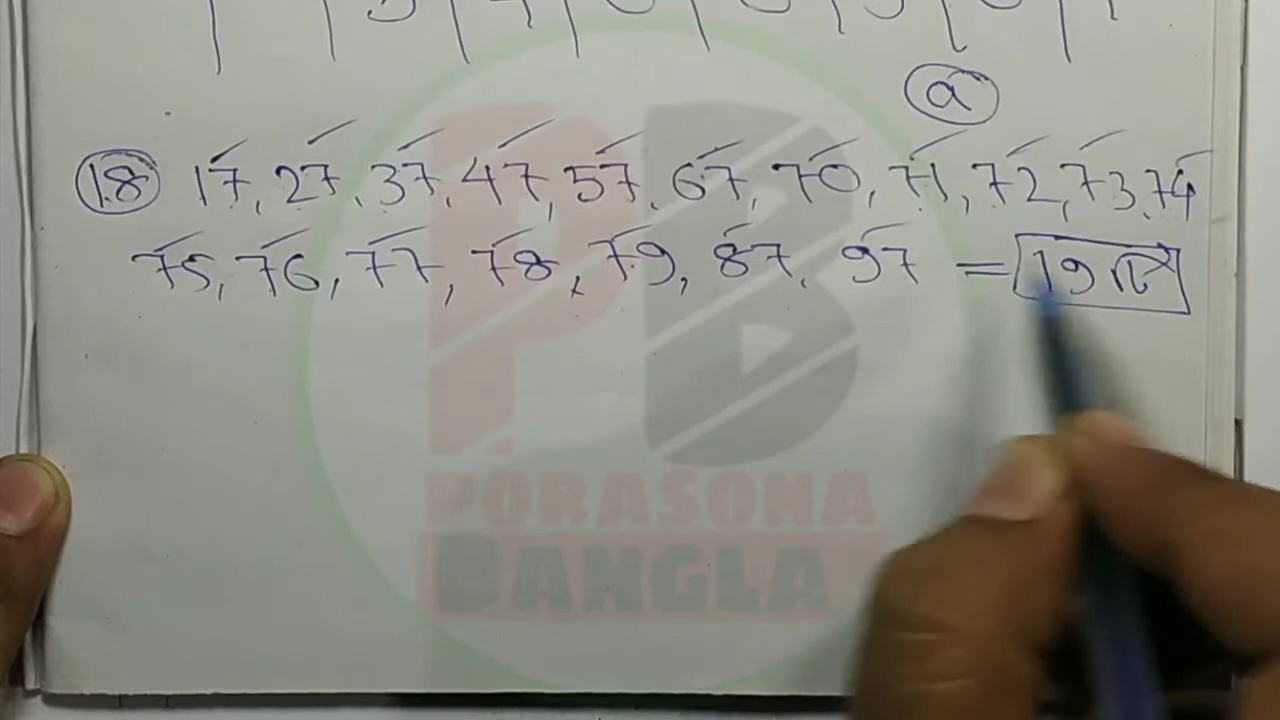 a
18 17, 27, 37, 47, 57, 67, 70, 71, 72, 73, 74
75, 76, 77, 78, 79, 87, 97 = 19 টি
PB
PORASONA
BANGLA